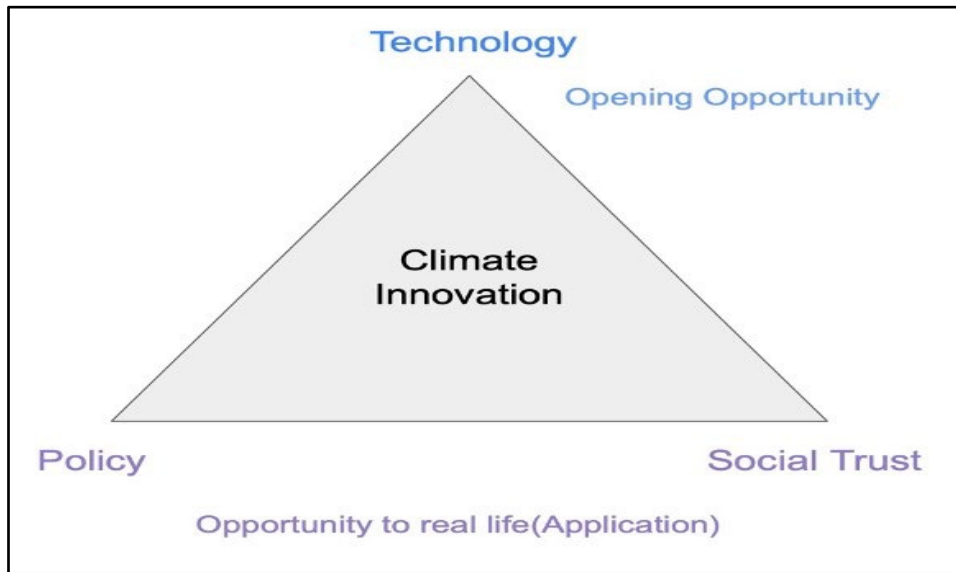 Technology
Opening Opportunity
Climate
Innovation
Policy
Social Trust
Opportunity to real life(Application)